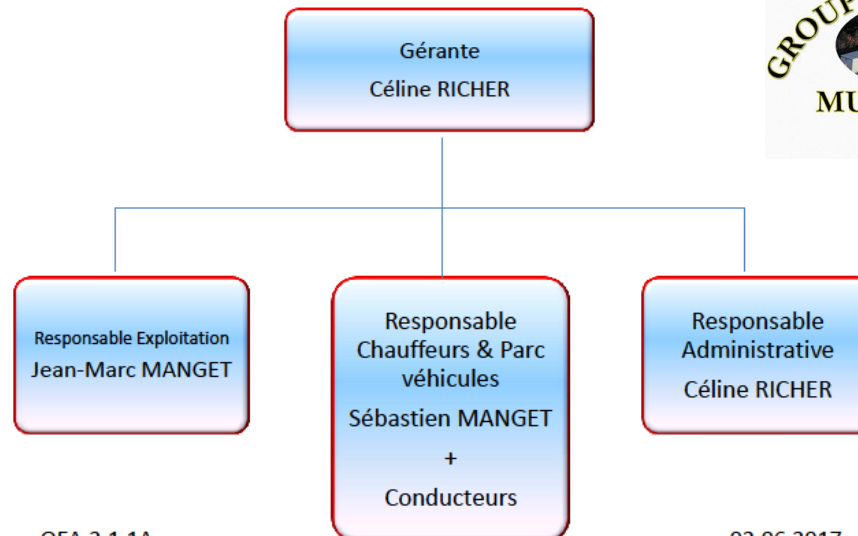 Gérante
Céline RICHER
Responsable Exploitation
Jean-Marc MANGET
Responsable
Chauffeurs & Parc
véhicules
Sébastien MANGET
+
Conducteurs
Responsable
Administrative
Céline RICHER